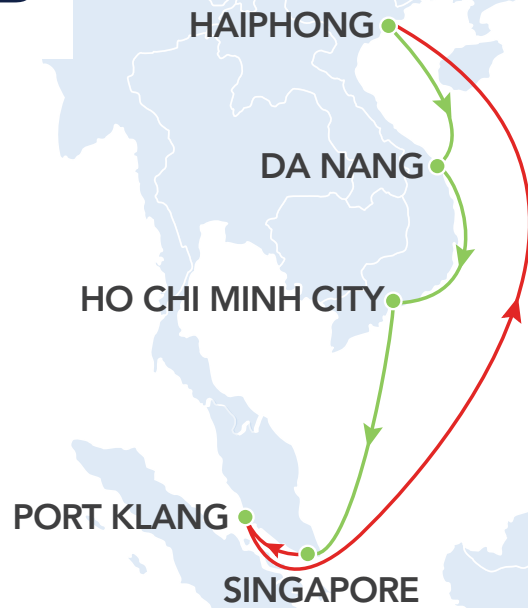 HAIPHONG
DA NANG
HO CHI MINH CITY
PORT KLANG
SINGAPORE